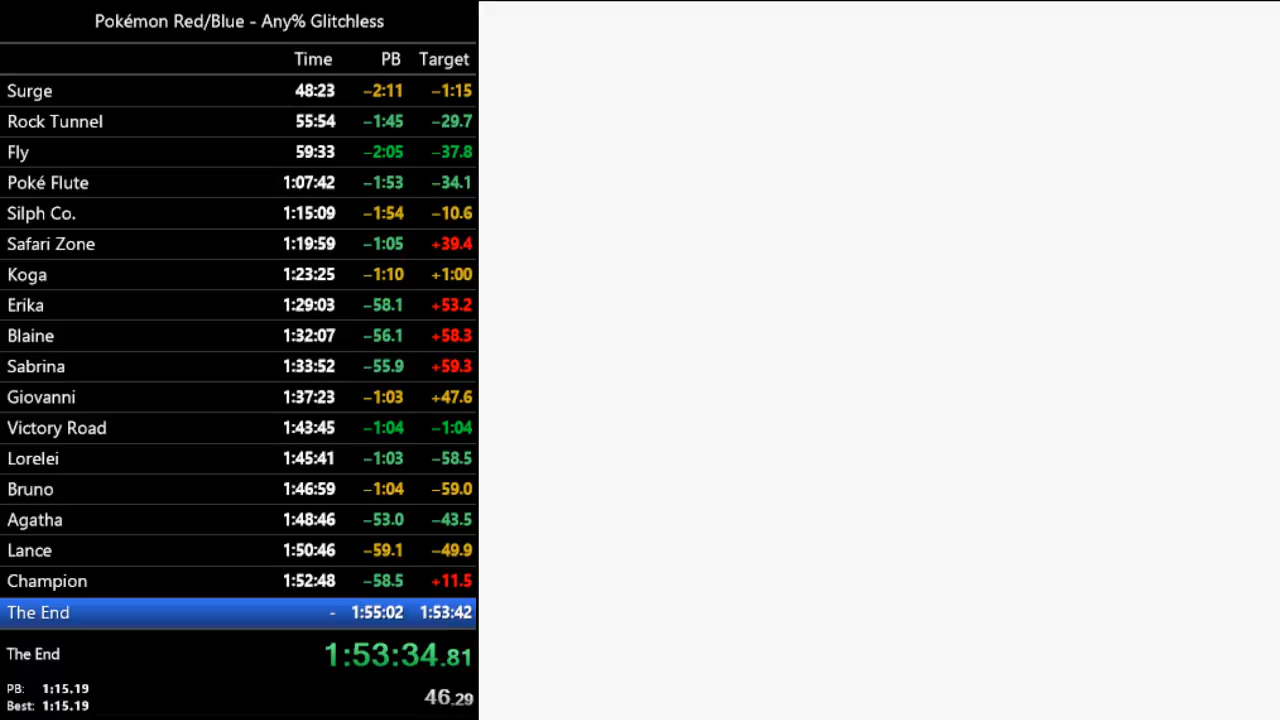 Pokémon Red/Blue - Any% Glitchless
Time PB Target
Surge 48:23 −2:11 −1:15
Rock Tunnel 55:54 −1:45 −29.7
Fly 59:33 −2:05 −37.8
Poké Flute 1:07:42 −1:53 −34.1
Silph Co. 1:15:09 −1:54 −10.6
Safari Zone 1:19:59 −1:05 +39.4
Koga 1:23:25 −1:10 +1:00
Erika 1:29:03 −58.1 +53.2
Blaine 1:32:07 −56.1 +58.3
Sabrina 1:33:52 −55.9 +59.3
Giovanni 1:37:23 −1:03 +47.6
Victory Road 1:43:45 −1:04 −1:04
Lorelei 1:45:41 −1:03 −58.5
Bruno 1:46:59 −1:04 −59.0
Agatha 1:48:46 −53.0 −43.5
Lance 1:50:46 −59.1 −49.9
Champion 1:52:48 −58.5 +11.5
The End - 1:55:02 1:53:42
The End 1:53:34.81
PB: 1:15.19
Best: 1:15.19 46.29